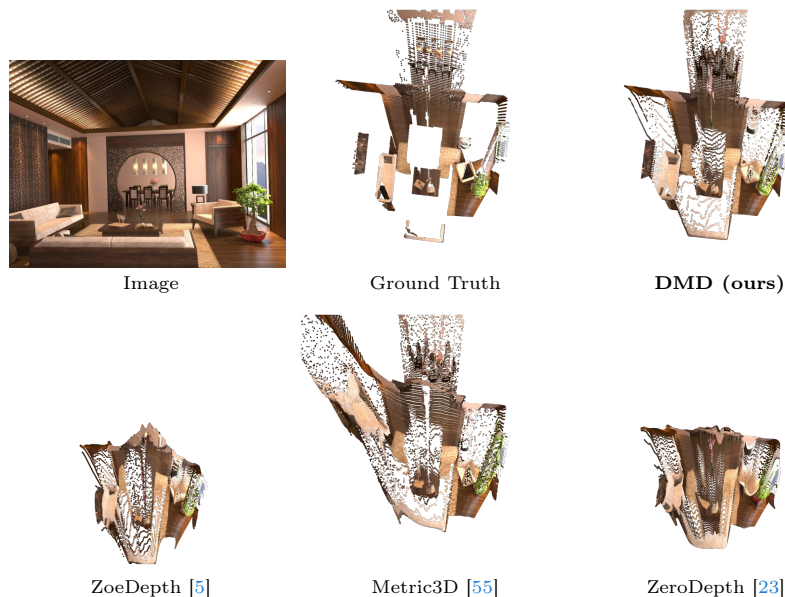 Image
Ground Truth
DMD (ours)
ZoeDepth [5]
Metric3D [55]
ZeroDepth [23]